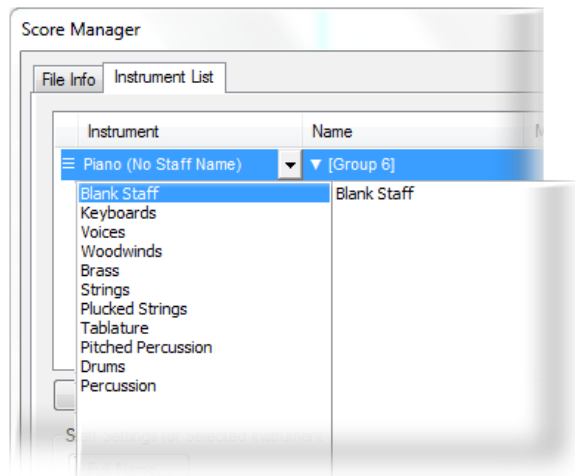 Score Manager
File Info Instrument List
Instrument Name
Piano (No Staff Name) [Group 6]
Blank Staff Blank Staff
Keyboards
Voices
Woodwinds
Brass
Strings
Plucked Strings
Tablature
Pitched Percussion
Drums
Percussion